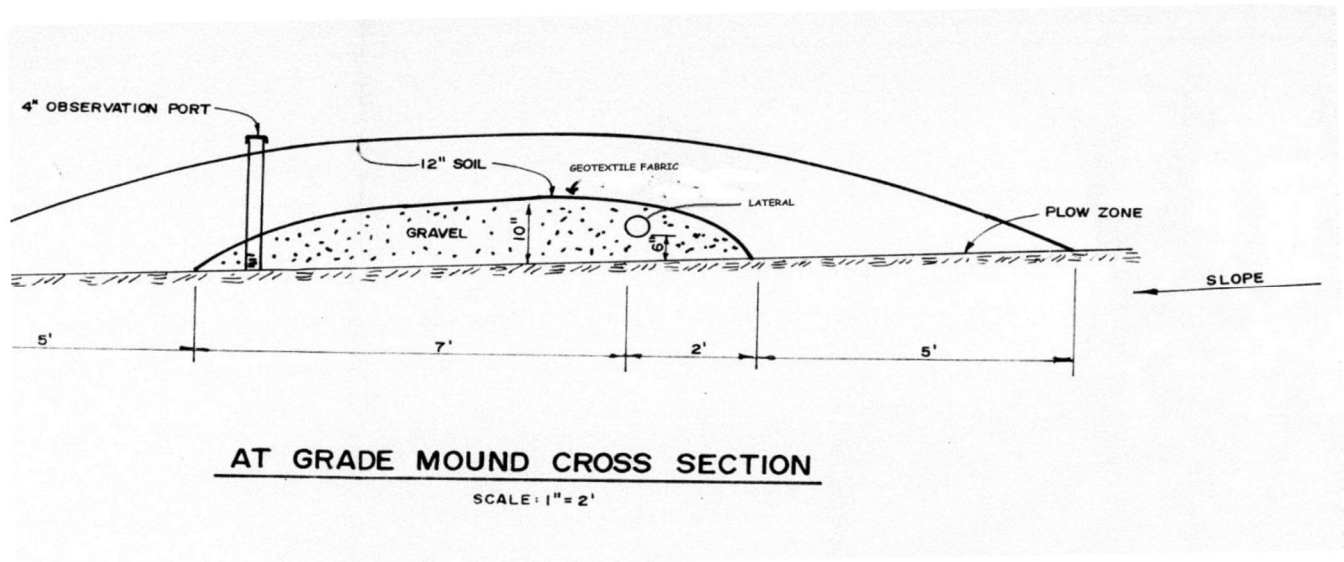 4" OBSERVATION PORT
12" SOIL
GEOTEXTILE FABRIC
LATERAL
GRAVEL
10"
6"
PLOW ZONE
SLOPE
5'
7'
2'
5'
AT GRADE MOUND CROSS SECTION
SCALE: 1" = 2'